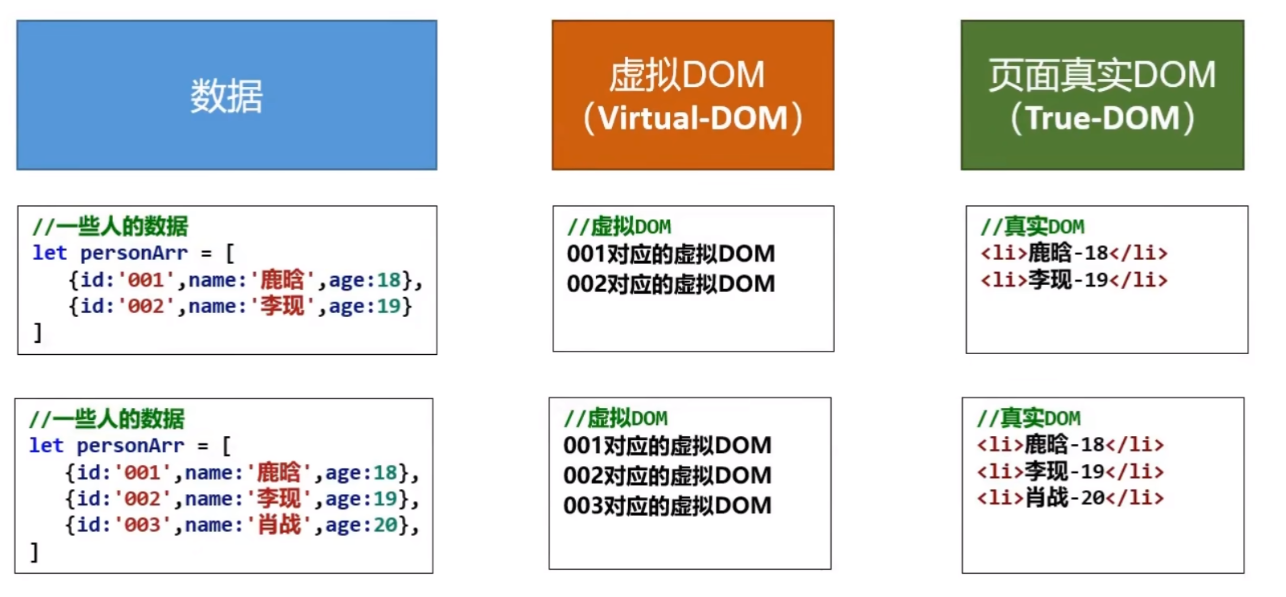 数据
虚拟DOM
（Virtual-DOM）
页面真实DOM
（True-DOM）
//一些人的数据
let personArr = [
{id:'001',name:'鹿晗',age:18},
{id:'002',name:'李现',age:19}
]
//虚拟DOM
001对应的虚拟DOM
002对应的虚拟DOM
//真实DOM
<li>鹿晗-18</li>
<li>李现-19</li>
//一些人的数据
let personArr = [
{id:'001',name:'鹿晗',age:18},
{id:'002',name:'李现',age:19},
{id:'003',name:'肖战',age:20},
]
//虚拟DOM
001对应的虚拟DOM
002对应的虚拟DOM
003对应的虚拟DOM
//真实DOM
<li>鹿晗-18</li>
<li>李现-19</li>
<li>肖战-20</li>